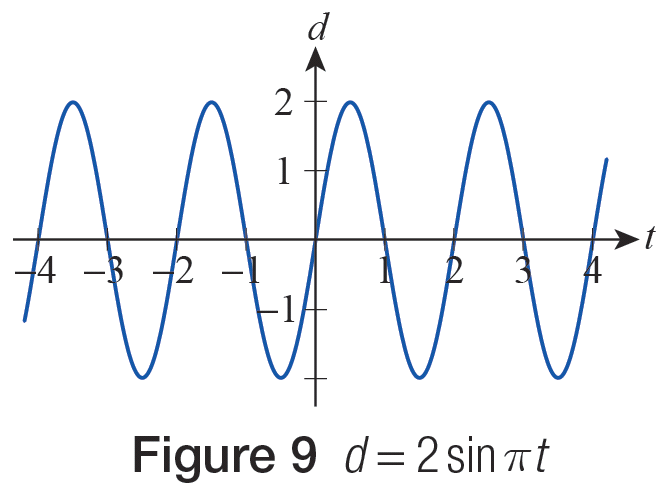 d
2
1
t
–4 –3 –2 –1 1 2 3 4
–1
Figure 9 d = 2 sin πt